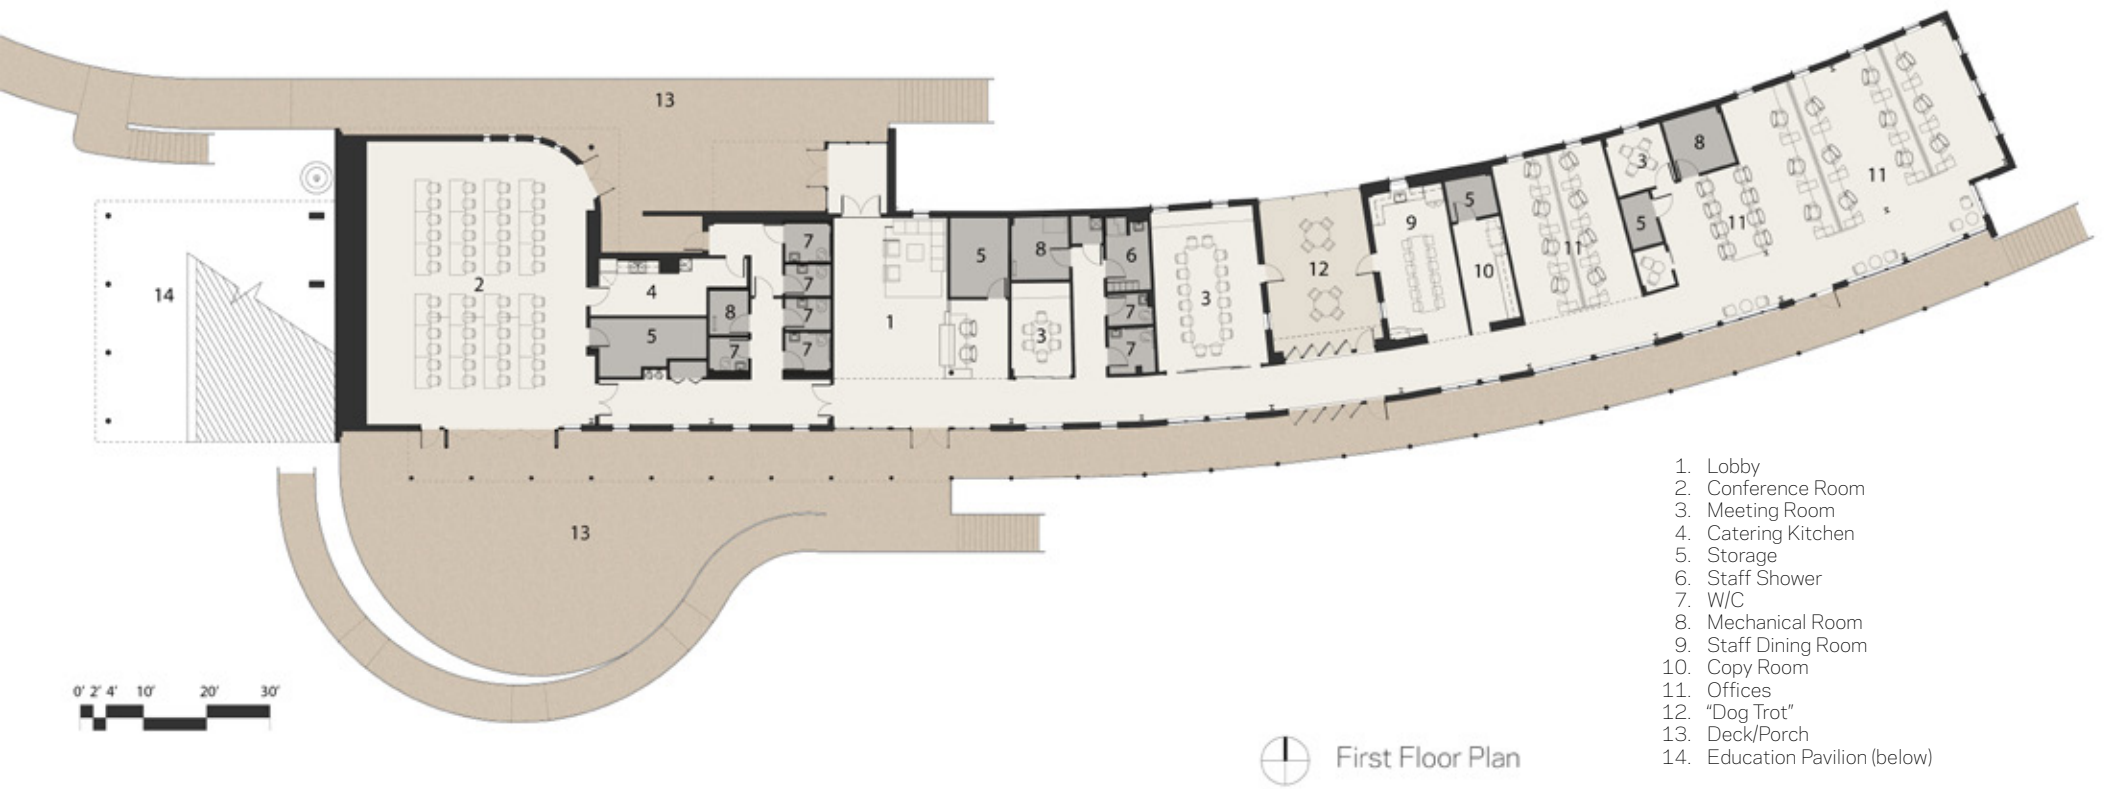 13
8
3
11
5
9
5
7
11
11
5
8
6
10
7
12
14
2
4
3
7
8
7
1
5
3
7
7
7
13
1. Lobby
2. Conference Room
3. Meeting Room
4. Catering Kitchen
5. Storage
6. Staff Shower
7. W/C
8. Mechanical Room
9. Staff Dining Room
10. Copy Room
11. Offices
12. “Dog Trot”
13. Deck/Porch
14. Education Pavilion (below)
0' 2' 4' 10' 20' 30'
First Floor Plan